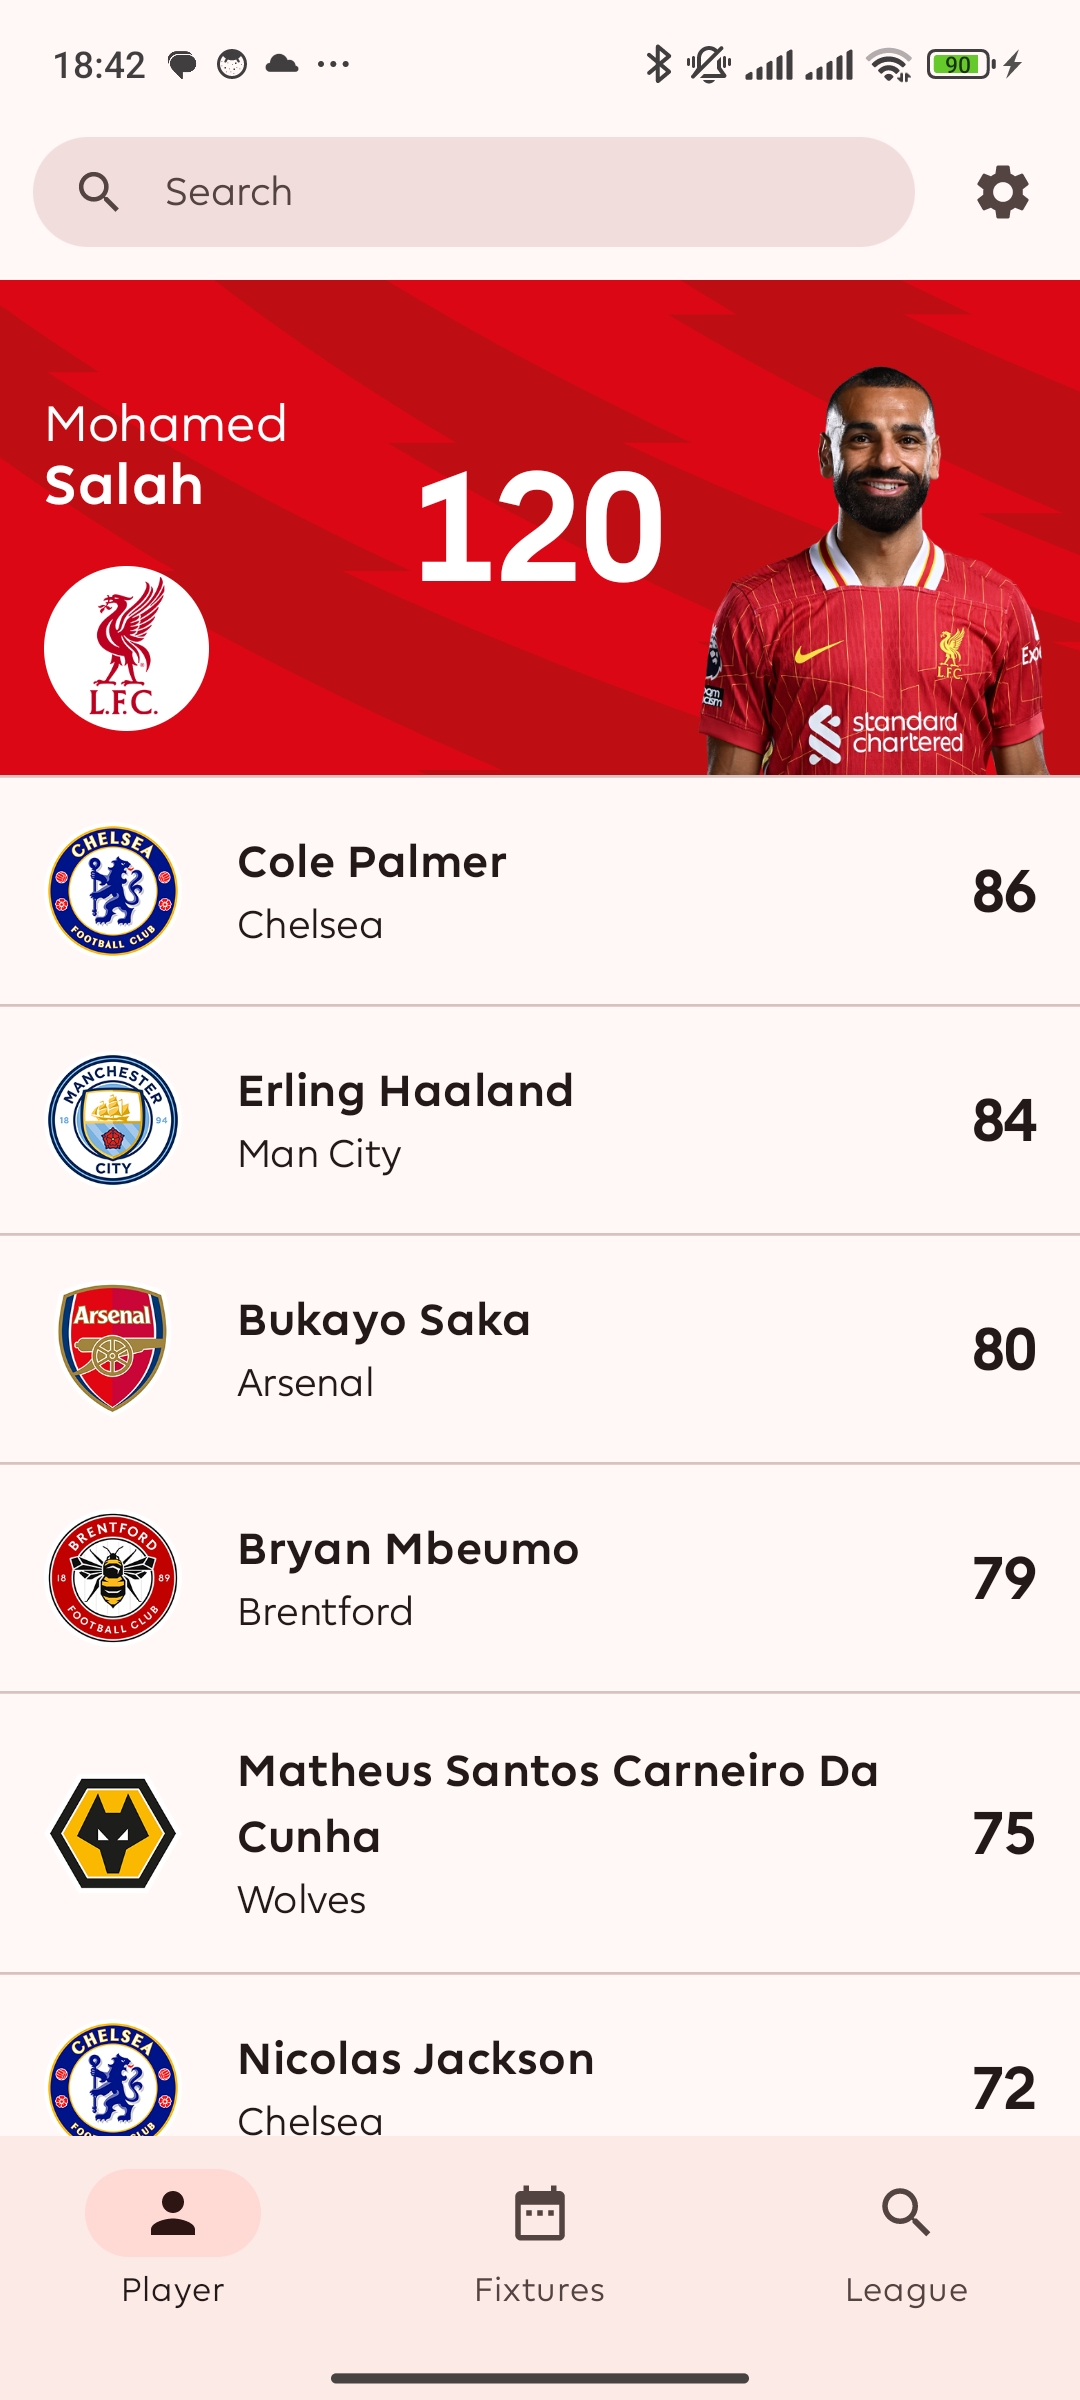 18:42
90
Search
Mohamed
Salah
120
L.F.C.
L.F.C.
standard
chartered
CHELSEA
FOOTBALL CLUB
Cole Palmer
Chelsea
86
MANCHESTER
18 94
CITY
Erling Haaland
Man City
84
Arsenal
Bukayo Saka
Arsenal
80
BRENTFORD
18 89
FOOTBALL CLUB
Bryan Mbeumo
Brentford
79
Matheus Santos Carneiro Da
Cunha
Wolves
75
CHELSEA
Nicolas Jackson
Chelsea
72
Player
Fixtures
League